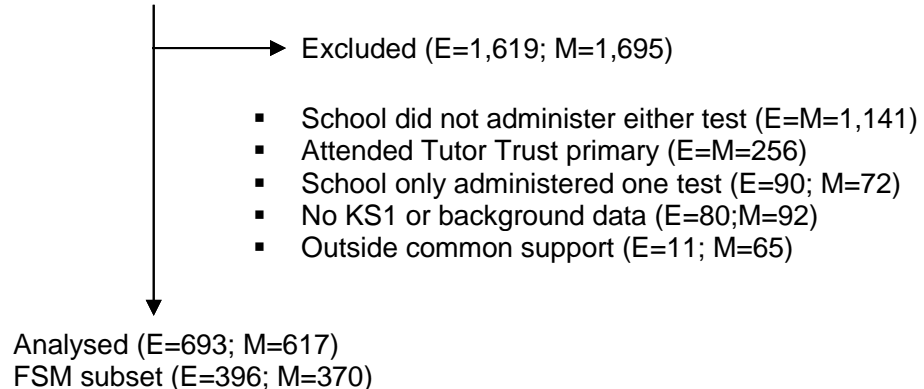 Excluded (E=1,619; M=1,695)
▪ School did not administer either test (E=M=1,141)
▪ Attended Tutor Trust primary (E=M=256)
▪ School only administered one test (E=90; M=72)
▪ No KS1 or background data (E=80;M=92)
▪ Outside common support (E=11; M=65)
Analysed (E=693; M=617)
FSM subset (E=396; M=370)